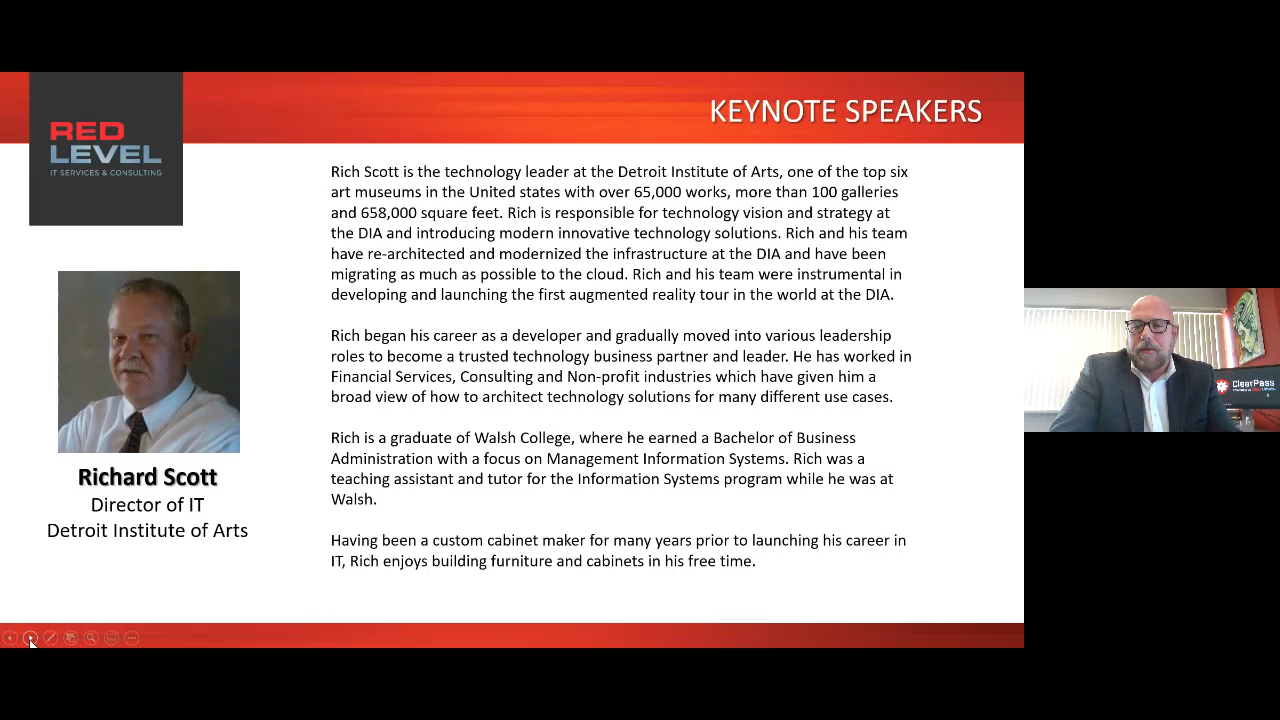 KEYNOTE SPEAKERS
RED
LEVEL
IT SERVICES & CONSULTING
Rich Scott is the technology leader at the Detroit Institute of Arts, one of the top six
art museums in the United states with over 65,000 works, more than 100 galleries
and 658,000 square feet. Rich is responsible for technology vision and strategy at
the DIA and introducing modern innovative technology solutions. Rich and his team
have re-architected and modernized the infrastructure at the DIA and have been
migrating as much as possible to the cloud. Rich and his team were instrumental in
developing and launching the first augmented reality tour in the world at the DIA.
Rich began his career as a developer and gradually moved into various leadership
roles to become a trusted technology business partner and leader. He has worked in
Financial Services, Consulting and Non-profit industries which have given him a
broad view of how to architect technology solutions for many different use cases.
Rich is a graduate of Walsh College, where he earned a Bachelor of Business
Administration with a focus on Management Information Systems. Rich was a
teaching assistant and tutor for the Information Systems program while he was at
Walsh.
Having been a custom cabinet maker for many years prior to launching his career in
IT, Rich enjoys building furniture and cabinets in his free time.
Richard Scott
Director of IT
Detroit Institute of Arts
ClearPass